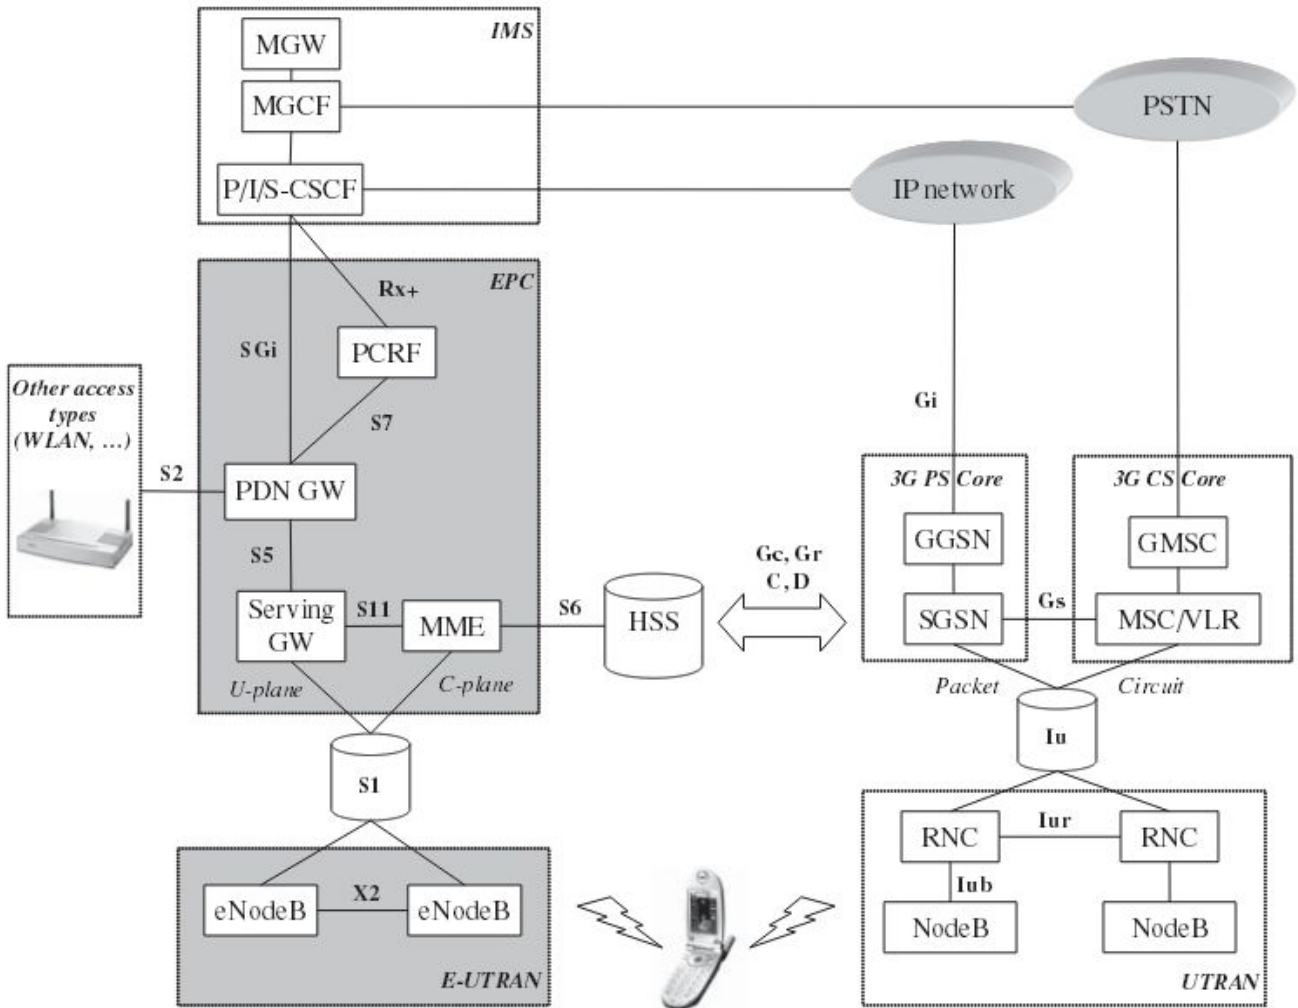 IMS
MGW
MGCF
PSTN
P/I/S-CSCF
IP network
EPC
Rx+
SGi
PCRF
Other access
types
(WLAN, ...)
S7
Gi
S2
PDN GW
3G PS Core
3G CS Core
GGSN
GMSC
S5
Gc, Gr
C, D
Serving
GW
S11
MME
S6
HSS
SGSN
Gs
MSC/VLR
U-plane
C-plane
Packet
Circuit
Iu
S1
RNC
Iur
RNC
Iub
eNodeB
X2
eNodeB
NodeB
NodeB
E-UTRAN
UTRAN